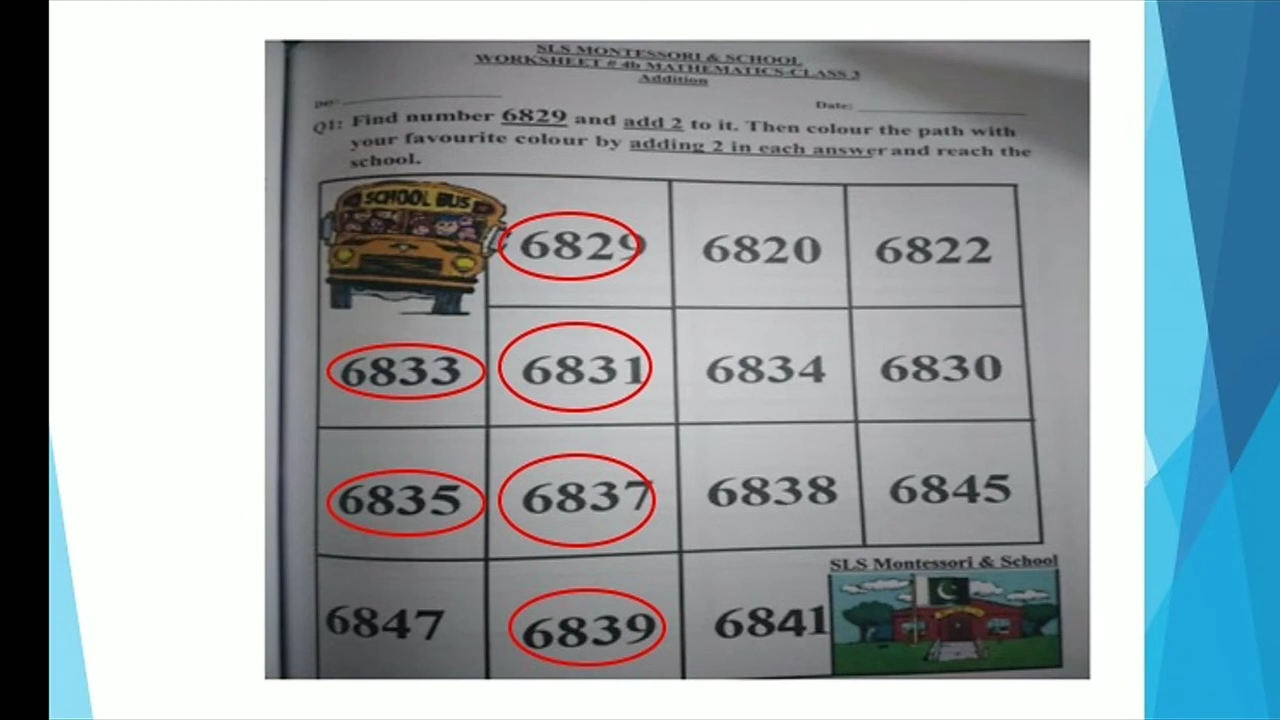 SLS MONTESSORI & SCHOOL
WORKSHEET # 4b MATHEMATICS-CLASS 3
Addition
Date:
Q1: Find number 6829 and add 2 to it. Then colour the path with
your favourite colour by adding 2 in each answer and reach the
school.
SCHOOL BUS
6829 6820 6822
6833 6831 6834 6830
6835 6837 6838 6845
SLS Montessori & School
6847 6839 6841